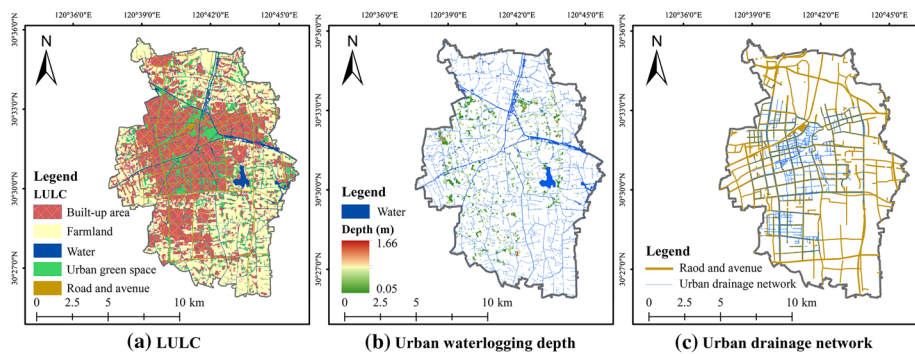 120°36'0"E 120°39'0"E 120°42'0"E 120°45'0"E
30°36'0"N 30°33'0"N 30°30'0"N 30°27'0"N
N
Legend
LULC
Built-up area
Farmland
Water
Urban green space
Road and avenue
0 2.5 5 10 km
(a) LULC
120°36'0"E 120°39'0"E 120°42'0"E 120°45'0"E
30°36'0"N 30°33'0"N 30°30'0"N 30°27'0"N
N
Legend
Water
Depth (m)
1.66
0.05
0 2.5 5 10 km
(b) Urban waterlogging depth
120°36'0"E 120°39'0"E 120°42'0"E 120°45'0"E
30°36'0"N 30°33'0"N 30°30'0"N 30°27'0"N
N
Legend
Raod and avenue
Urban drainage network
0 2.5 5 10 km
(c) Urban drainage network